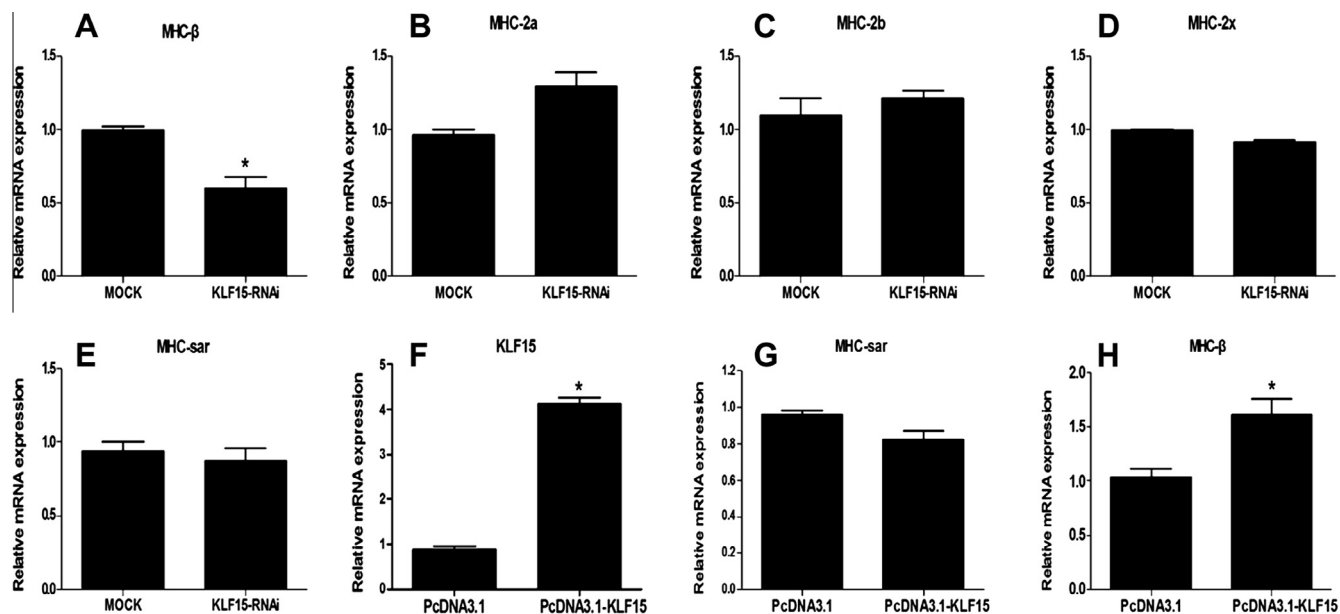 A
MHC-β
Relative mRNA expression
1.5
1.0
0.5
0.0
*
MOCK
KLF15-RNAi
B
MHC-2a
Relative mRNA expression
1.5
1.0
0.5
0.0
MOCK
KLF15-RNAi
C
MHC-2b
Relative mRNA expression
1.5
1.0
0.5
0.0
MOCK
KLF15-RNAi
D
MHC-2x
Relative mRNA expression
1.5
1.0
0.5
0.0
MOCK
KLF15-RNAi
E
MHC-sar
Relative mRNA expression
1.5
1.0
0.5
0.0
MOCK
KLF15-RNAi
F
KLF15
Relative mRNA expression
5
4
3
2
1
0
*
PcDNA3.1
PcDNA3.1-KLF15
G
MHC-sar
Relative mRNA expression
1.2
1.0
0.8
0.6
0.4
0.2
0.0
PcDNA3.1
PcDNA3.1-KLF15
H
MHC-β
Relative mRNA expression
2.0
1.5
1.0
0.5
0.0
*
PcDNA3.1
PcDNA3.1-KLF15